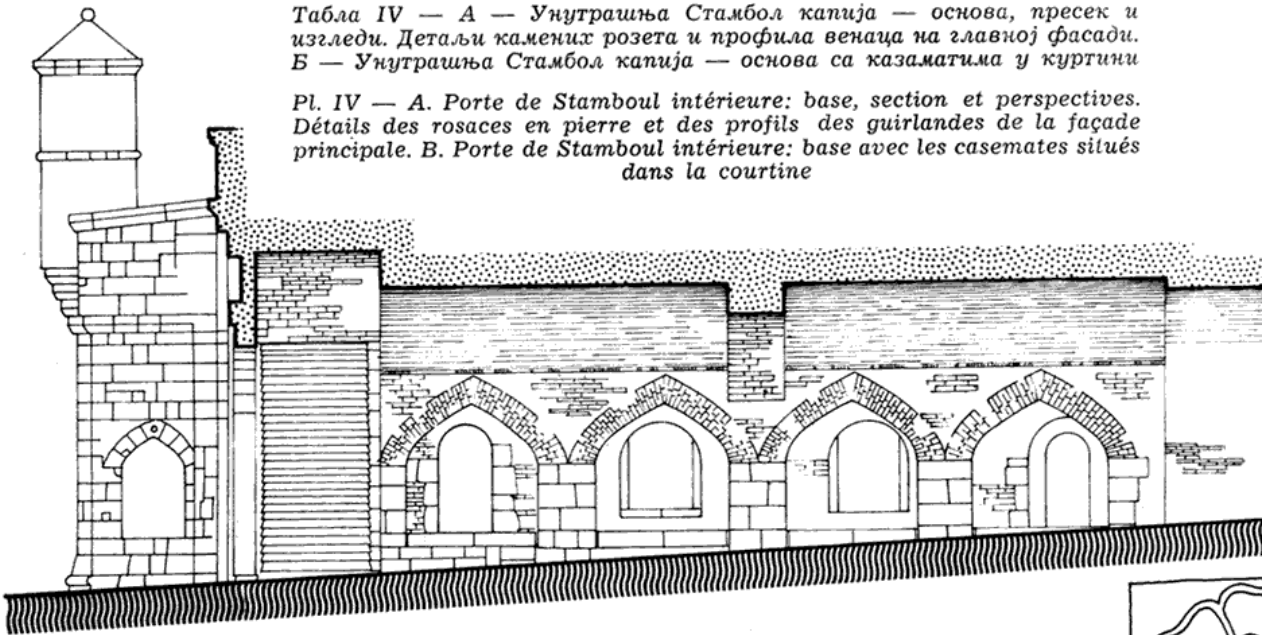 Табла IV — А — Унутрашња Стамбол капија — основа, пресек и
изгледи. Детаљи камених розета и профила венаца на главној фасади.
Б — Унутрашња Стамбол капија — основа са казаматима у куртини
Pl. IV — A. Porte de Stamboul intérieure: base, section et perspectives.
Détails des rosaces en pierre et des profils des guirlandes de la façade
principale. B. Porte de Stamboul intérieure: base avec les casemates situés
dans la courtine